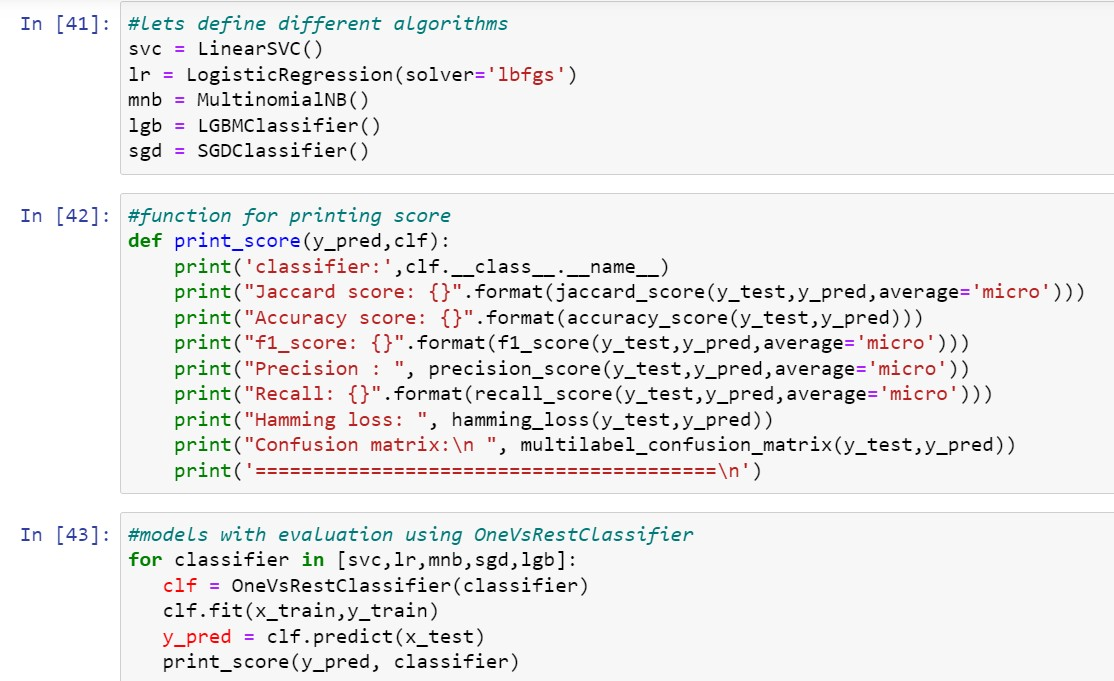 In [41]: #lets define different algorithms
svc = LinearSVC()
lr = LogisticRegression(solver='lbfgs')
mnb = MultinomialNB()
lgb = LGBMClassifier()
sgd = SGDClassifier()
In [42]: #function for printing score
def print_score(y_pred,clf):
    print('classifier:',clf.__class__.__name__)
    print("Jaccard score: {}".format(jaccard_score(y_test,y_pred,average='micro')))
    print("Accuracy score: {}".format(accuracy_score(y_test,y_pred)))
    print("f1_score: {}".format(f1_score(y_test,y_pred,average='micro')))
    print("Precision : ", precision_score(y_test,y_pred,average='micro'))
    print("Recall: {}".format(recall_score(y_test,y_pred,average='micro')))
    print("Hamming loss: ", hamming_loss(y_test,y_pred))
    print("Confusion matrix:\n ", multilabel_confusion_matrix(y_test,y_pred))
    print('========================================\n')
In [43]: #models with evaluation using OneVsRestClassifier
for classifier in [svc,lr,mnb,sgd,lgb]:
   clf = OneVsRestClassifier(classifier)
   clf.fit(x_train,y_train)
   y_pred = clf.predict(x_test)
   print_score(y_pred, classifier)